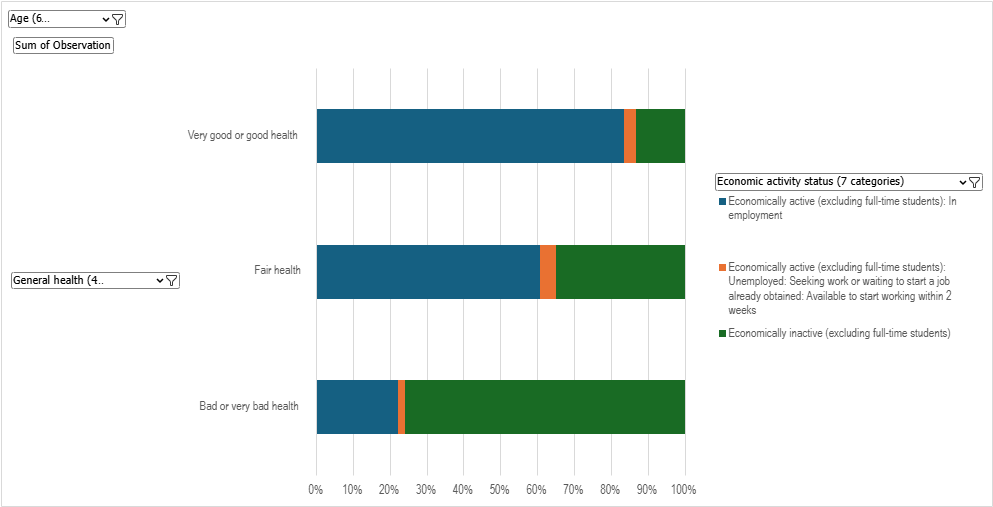 Age (6...
Sum of Observation
Very good or good health
Fair health
General health (4..
Bad or very bad health
0% 10% 20% 30% 40% 50% 60% 70% 80% 90% 100%
Economic activity status (7 categories)
Economically active (excluding full-time students): In
employment
Economically active (excluding full-time students):
Unemployed: Seeking work or waiting to start a job
already obtained: Available to start working within 2
weeks
Economically inactive (excluding full-time students)